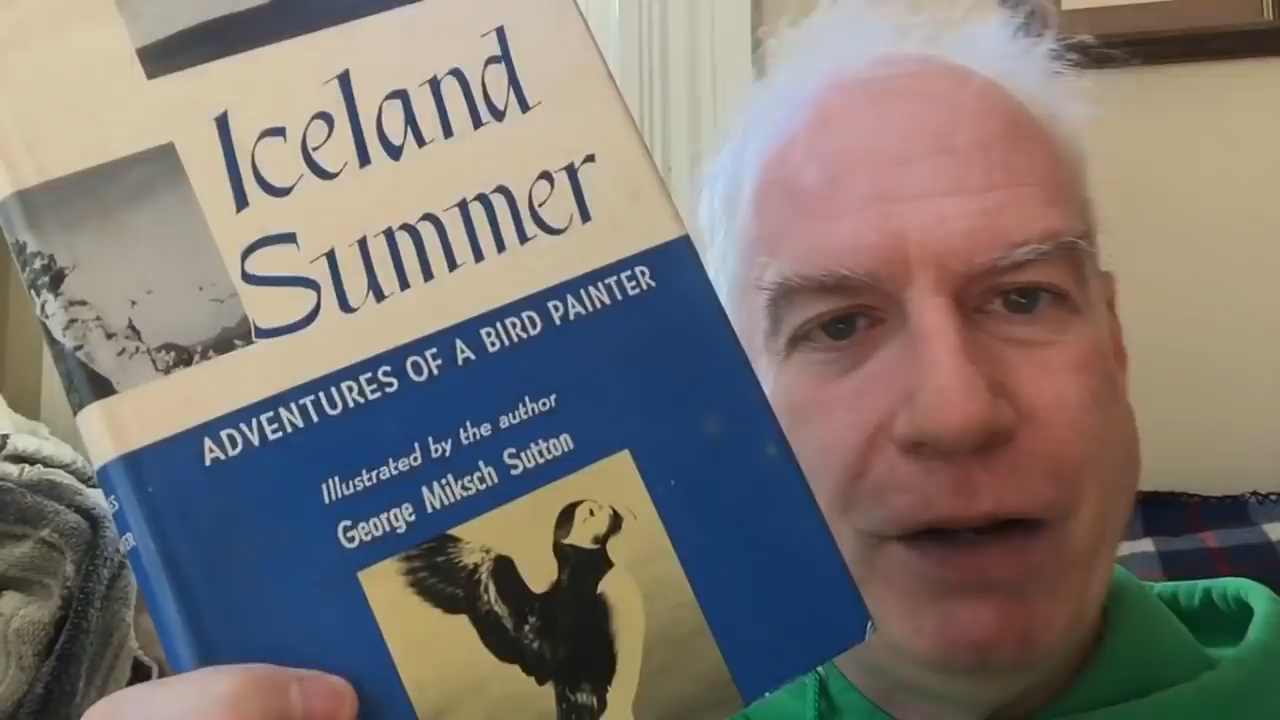 Iceland
Summer
ADVENTURES OF A BIRD PAINTER
Illustrated by the author
George Miksch Sutton